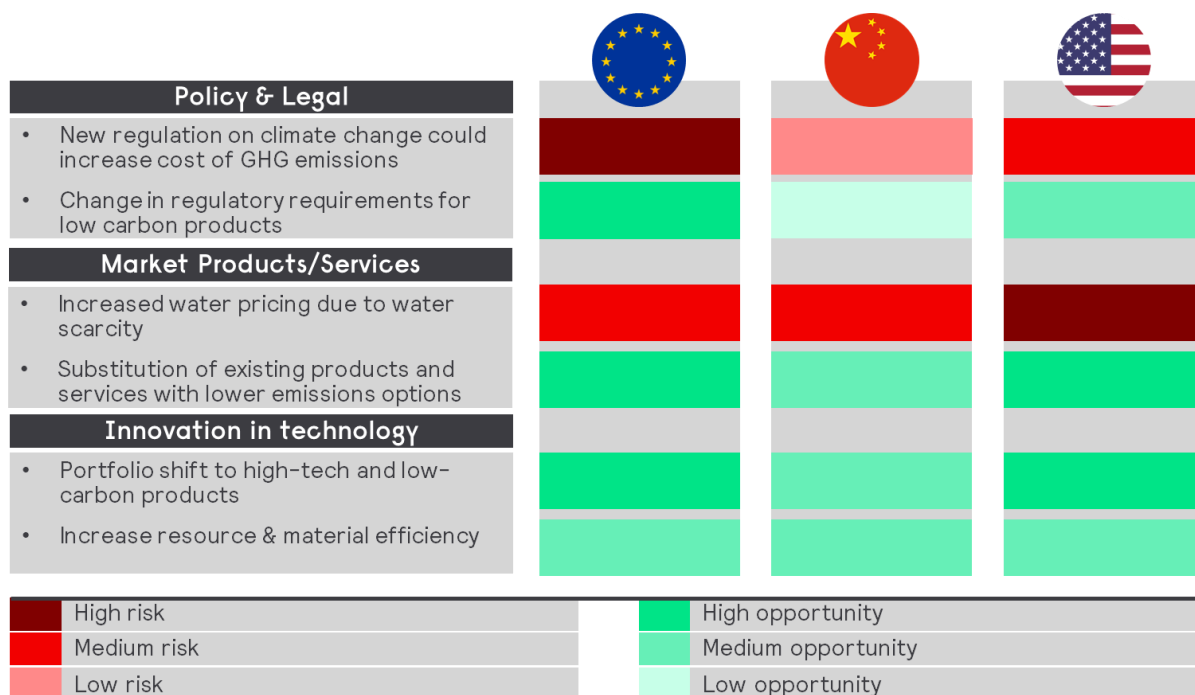 Policy & Legal
• New regulation on climate change could
increase cost of GHG emissions
• Change in regulatory requirements for
low carbon products
Market Products/Services
• Increased water pricing due to water
scarcity
• Substitution of existing products and
services with lower emissions options
Innovation in technology
• Portfolio shift to high-tech and low-
carbon products
• Increase resource & material efficiency
High risk
Medium risk
Low risk
High opportunity
Medium opportunity
Low opportunity